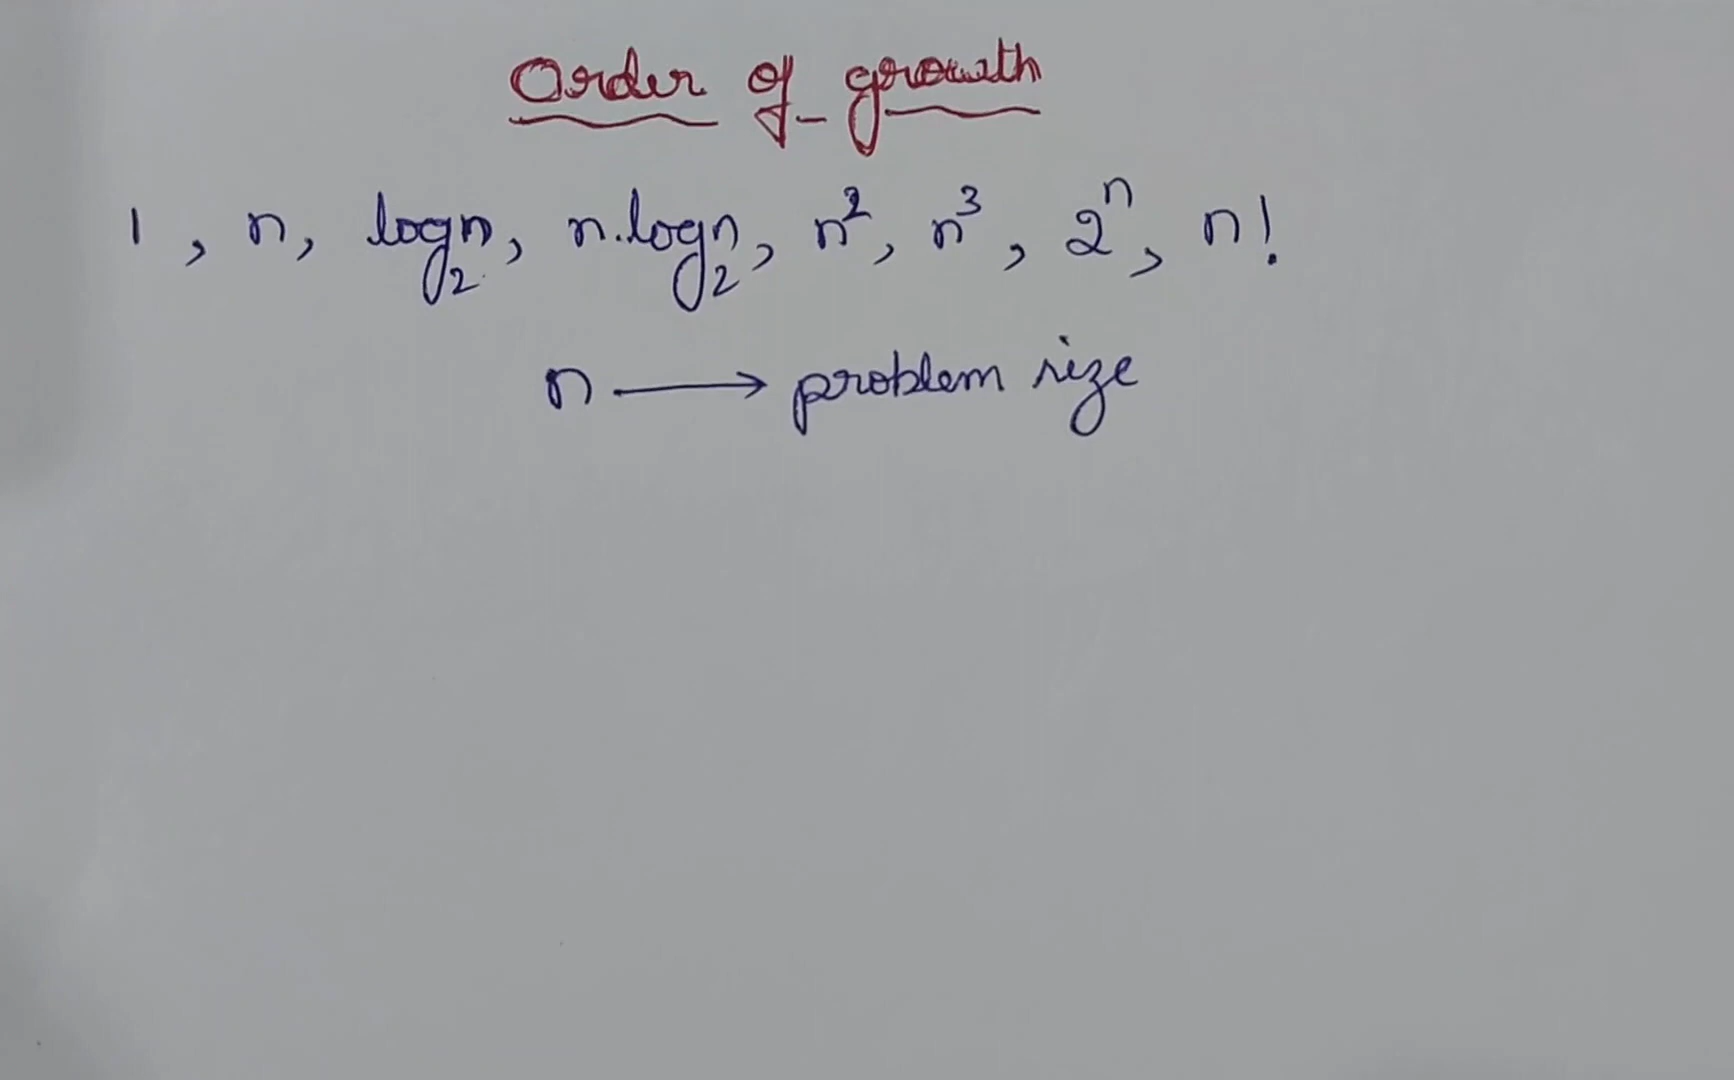 Order of growth
1, n, log₂n, n.log₂n, n², n³, 2ⁿ, n!
n ⟶ problem size